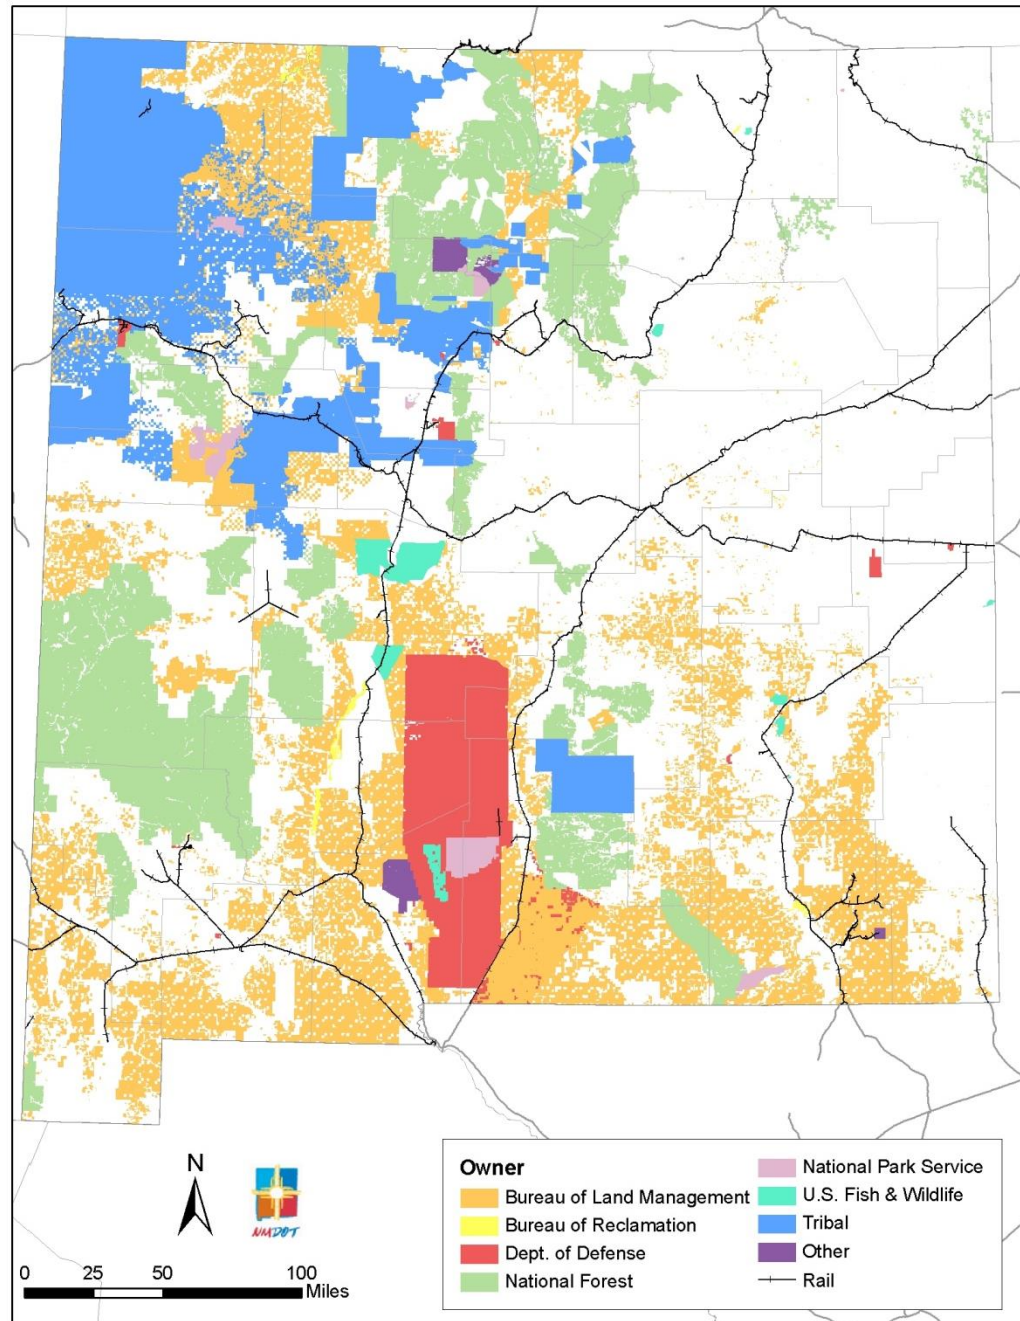 N
NMDOT
0 25 50 100
Miles
Owner
Bureau of Land Management
Bureau of Reclamation
Dept. of Defense
National Forest
National Park Service
U.S. Fish & Wildlife
Tribal
Other
Rail